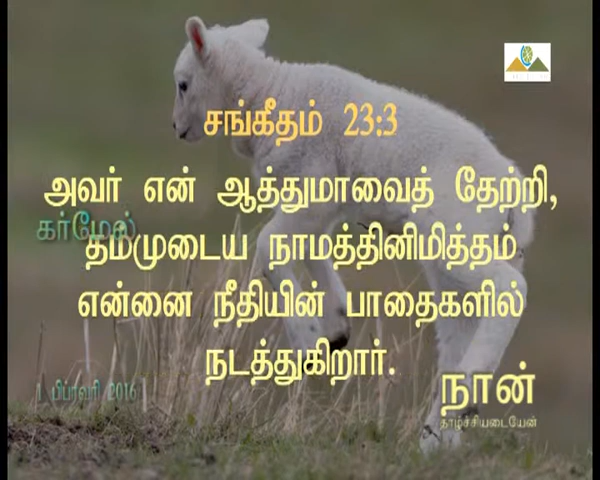 சங்கீதம் 23:3
அவர் என் ஆத்துமாவைத் தேற்றி,
கர்மேல்
தம்முடைய நாமத்தினிமித்தம்
என்னை நீதியின் பாதைகளில்
நடத்துகிறார்.
1 பிப்ரவரி 2016
நான்
தாழ்ச்சியடையேன்